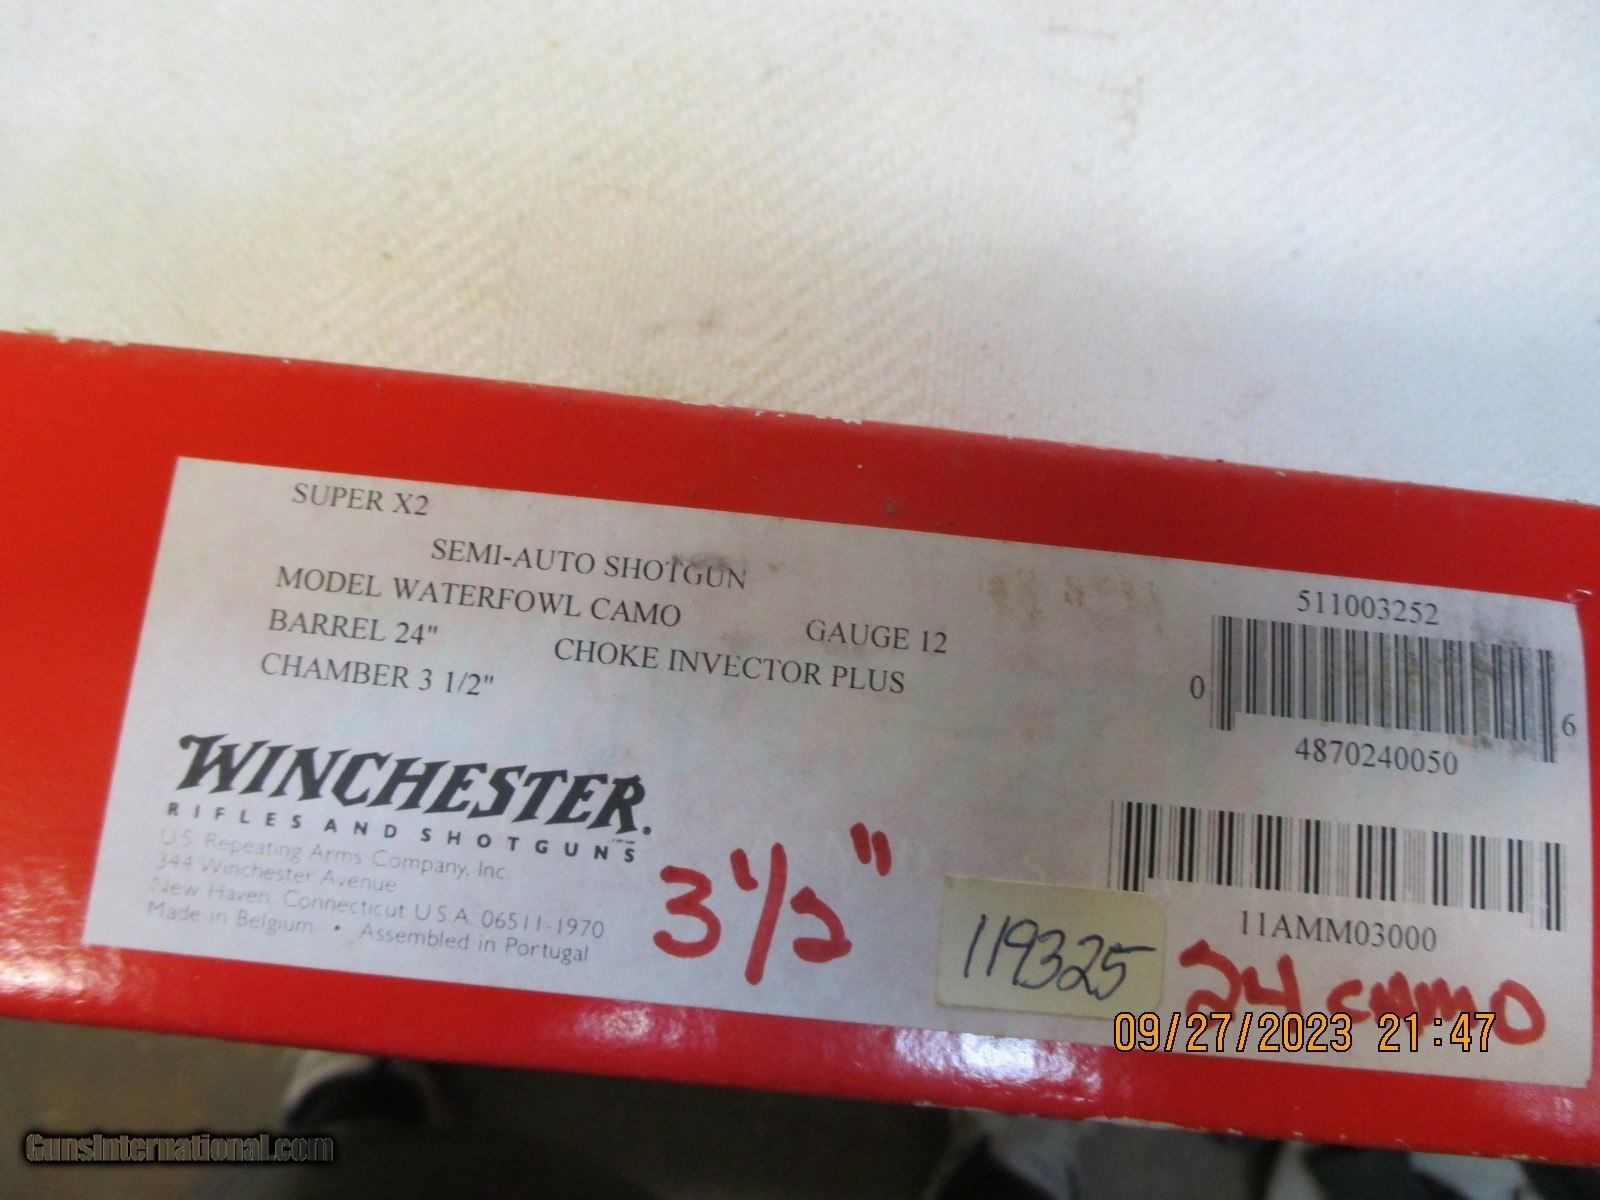 SUPER X2
SEMI-AUTO SHOTGUN
MODEL WATERFOWL CAMO
GAUGE 12
BARREL 24"
CHOKE INVECTOR PLUS
CHAMBER 3 1/2"
511003252
0 6
4870240050
11AMM03000
WINCHESTER.
RIFLES AND SHOTGUNS
U.S. Repeating Arms Company, Inc.
344 Winchester Avenue
New Haven, Connecticut U.S.A. 06511-1970
Made in Belgium • Assembled in Portugal
3 1/2"
119325
24 CAMO
09/27/2023 21:47
GunsInternational.com